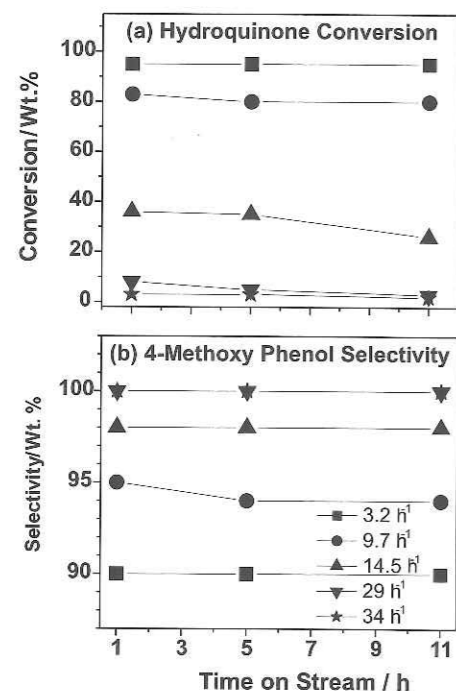 (a) Hydroquinone Conversion
100
80
60
40
20
0
Conversion/Wt.%
(b) 4-Methoxy Phenol Selectivity
100
95
90
Selectivity/Wt. %
3.2 h̄¹
9.7 h̄¹
14.5 h̄¹
29 h̄¹
34 h̄¹
1 3 5 7 9 11
Time on Stream / h